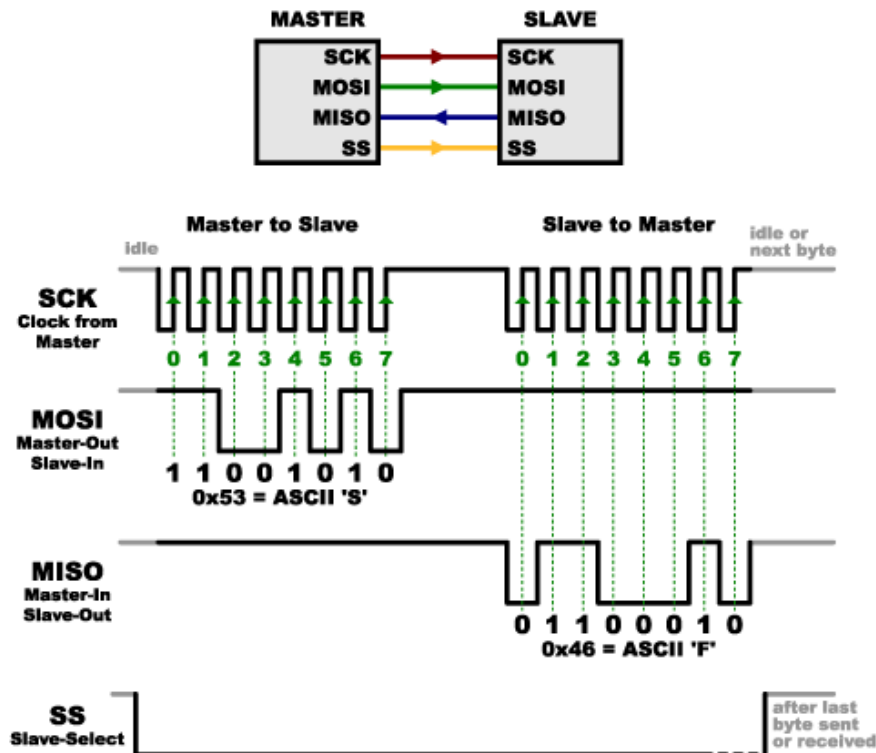 MASTER SLAVE
SCK SCK
MOSI MOSI
MISO MISO
SS SS
Master to Slave Slave to Master
idle
idle or
next byte
SCK
Clock from
Master
0 1 2 3 4 5 6 7 0 1 2 3 4 5 6 7
MOSI
Master-Out
Slave-In
1 1 0 0 1 0 1 0
0x53 = ASCII 'S'
MISO
Master-In
Slave-Out
0 1 1 0 0 0 1 0
0x46 = ASCII 'F'
SS
Slave-Select
after last
byte sent
or received